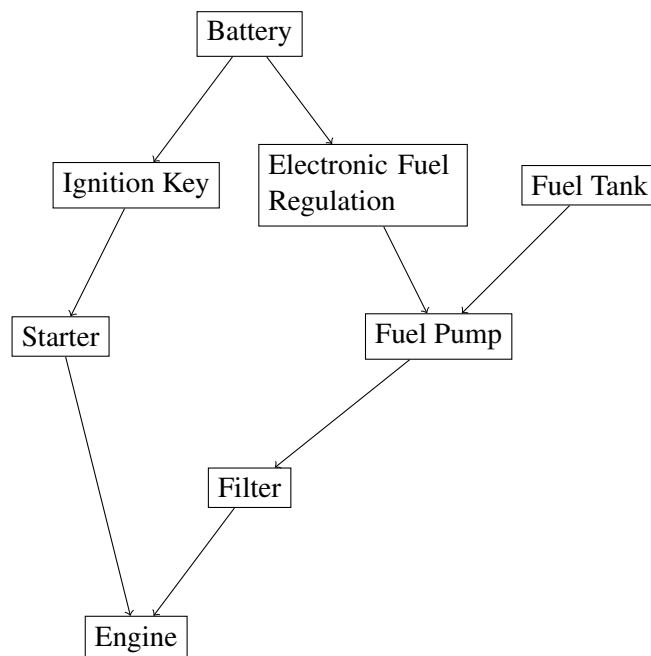 Battery
Ignition Key
Electronic Fuel
Regulation
Fuel Tank
Starter
Fuel Pump
Filter
Engine